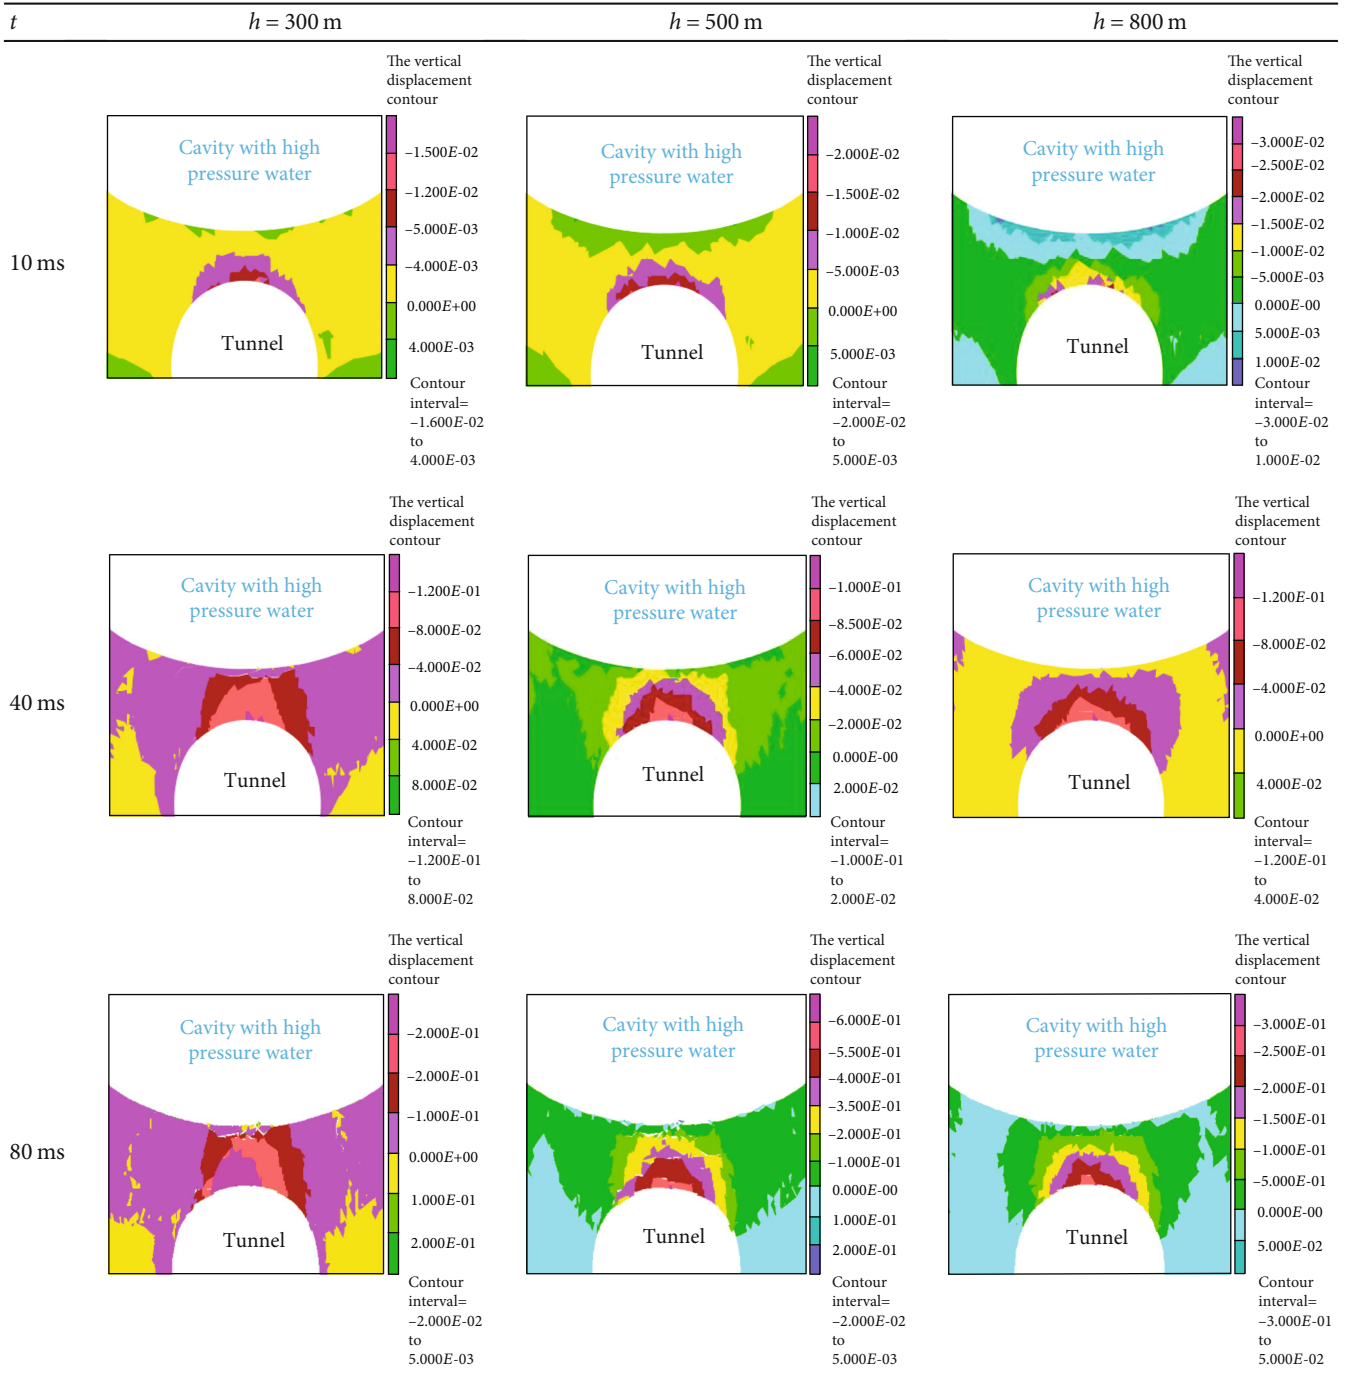 t h = 300 m h = 500 m h = 800 m
10 ms
The vertical
displacement
contour
Cavity with high
pressure water
Tunnel
−1.500E-02
−1.200E-02
−5.000E-03
−4.000E-03
0.000E+00
4.000E-03
Contour
interval=
−1.600E-02
to
4.000E-03
The vertical
displacement
contour
Cavity with high
pressure water
Tunnel
−2.000E-02
−1.500E-02
−1.000E-02
−5.000E-03
0.000E+00
5.000E-03
Contour
interval=
−2.000E-02
to
5.000E-03
The vertical
displacement
contour
Cavity with high
pressure water
Tunnel
−3.000E-02
−2.500E-02
−2.000E-02
−1.500E-02
−1.000E-02
−5.000E-03
0.000E-00
5.000E-03
1.000E-02
Contour
interval=
−3.000E-02
to
1.000E-02
40 ms
The vertical
displacement
contour
Cavity with high
pressure water
Tunnel
−1.200E-01
−8.000E-02
−4.000E-02
0.000E+00
4.000E-02
8.000E-02
Contour
interval=
−1.200E-01
to
8.000E-02
The vertical
displacement
contour
Cavity with high
pressure water
Tunnel
−1.000E-01
−8.500E-02
−6.000E-02
−4.000E-02
−2.000E-02
0.000E-00
2.000E-02
Contour
interval=
−1.000E-01
to
2.000E-02
The vertical
displacement
contour
Cavity with high
pressure water
Tunnel
−1.200E-01
−8.000E-02
−4.000E-02
0.000E+00
4.000E-02
Contour
interval=
−1.200E-01
to
4.000E-02
80 ms
The vertical
displacement
contour
Cavity with high
pressure water
Tunnel
−2.000E-01
−2.000E-01
−1.000E-01
0.000E+00
1.000E-01
2.000E-01
Contour
interval=
−2.000E-02
to
5.000E-03
The vertical
displacement
contour
Cavity with high
pressure water
Tunnel
−6.000E-01
−5.500E-01
−4.000E-01
−3.500E-01
−2.000E-01
−1.000E-01
0.000E-00
1.000E-01
2.000E-01
Contour
interval=
−2.000E-02
to
5.000E-03
The vertical
displacement
contour
Cavity with high
pressure water
Tunnel
−3.000E-01
−2.500E-01
−2.000E-01
−1.500E-01
−1.000E-01
−5.000E-01
0.000E-00
5.000E-02
Contour
interval=
−3.000E-01
to
5.000E-02